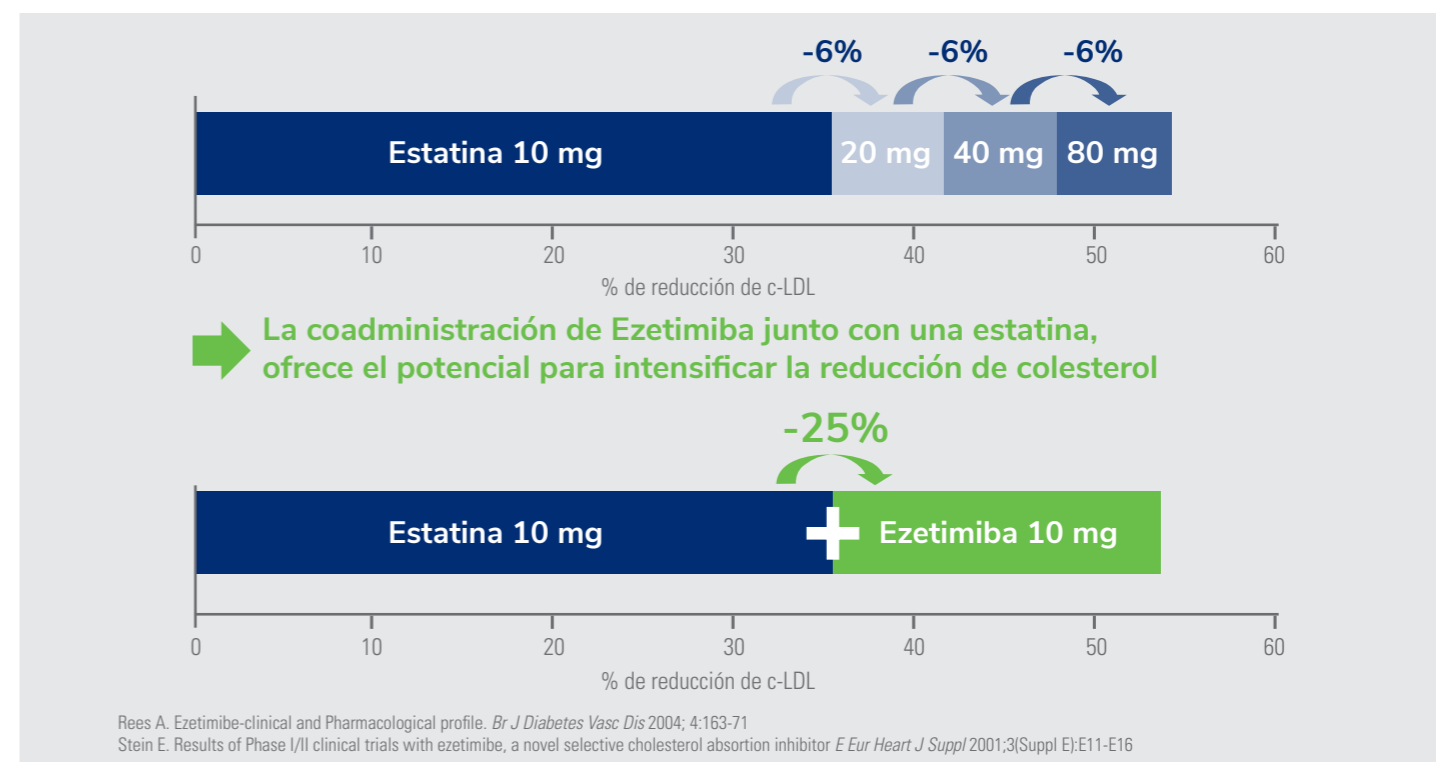 -6% -6% -6%
Estatina 10 mg 20 mg 40 mg 80 mg
0 10 20 30 40 50 60
% de reducción de c-LDL
La coadministración de Ezetimiba junto con una estatina,
ofrece el potencial para intensificar la reducción de colesterol
-25%
Estatina 10 mg + Ezetimiba 10 mg
0 10 20 30 40 50 60
% de reducción de c-LDL
Rees A. Ezetimibe-clinical and Pharmacological profile. Br J Diabetes Vasc Dis 2004; 4:163-71
Stein E. Results of Phase I/II clinical trials with ezetimibe, a novel selective cholesterol absortion inhibitor E Eur Heart J Suppl 2001;3(Suppl E):E11-E16